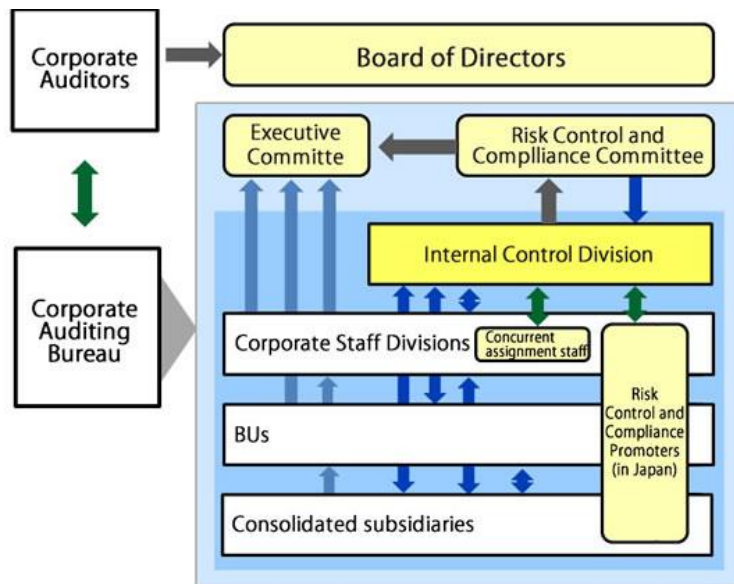 Corporate
Auditors
Board of Directors
Executive
Committe
Risk Control and
Complliance Committee
Internal Control Division
Corporate
Auditing
Bureau
Corporate Staff Divisions
Concurrent
assignment staff
Risk
Control and
Compliance
Promoters
(in Japan)
BUs
Consolidated subsidiaries